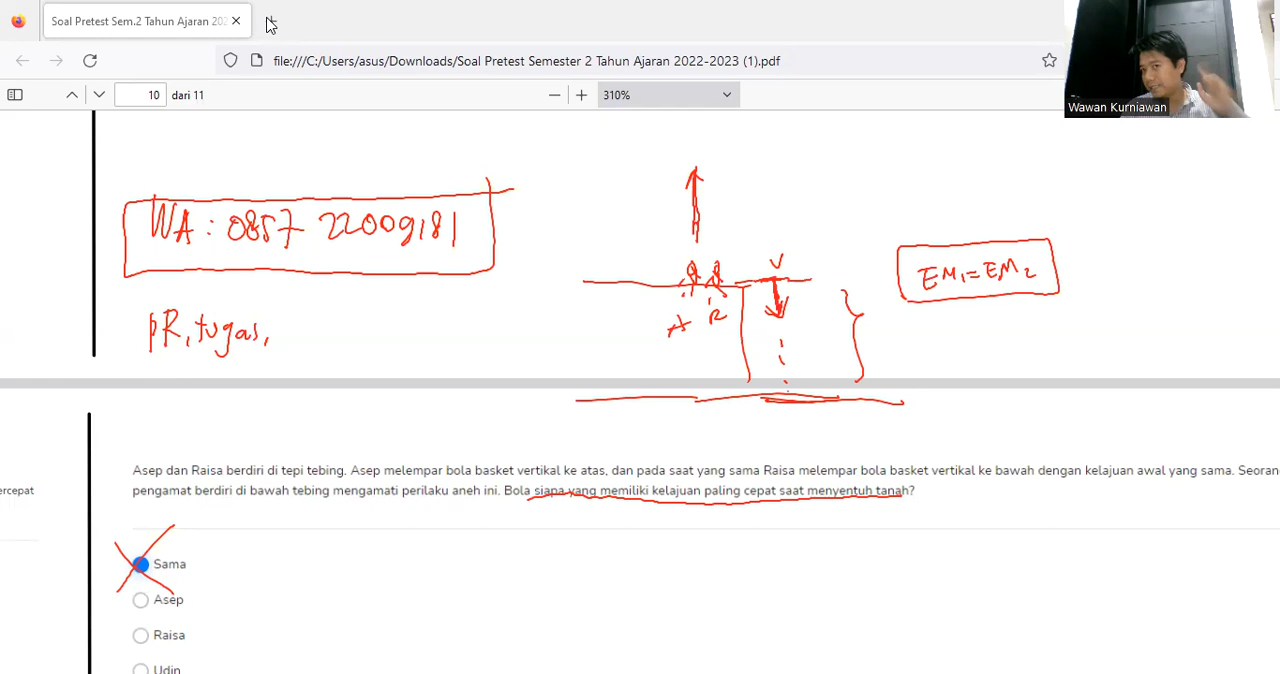 Soal Pretest Sem.2 Tahun Ajaran 202
file:///C:/Users/asus/Downloads/Soal Pretest Semester 2 Tahun Ajaran 2022-2023 (1).pdf
10 dari 11
310%
Wawan Kurniawan
WA : 0857 22009181
V
EM1=EM2
A R
PR, tugas,
Asep dan Raisa berdiri di tepi tebing. Asep melempar bola basket vertikal ke atas, dan pada saat yang sama Raisa melempar bola basket vertikal ke bawah dengan kelajuan awal yang sama. Seoran
ercepat
pengamat berdiri di bawah tebing mengamati perilaku aneh ini. Bola siapa yang memiliki kelajuan paling cepat saat menyentuh tanah?
Sama
Asep
Raisa
Udin